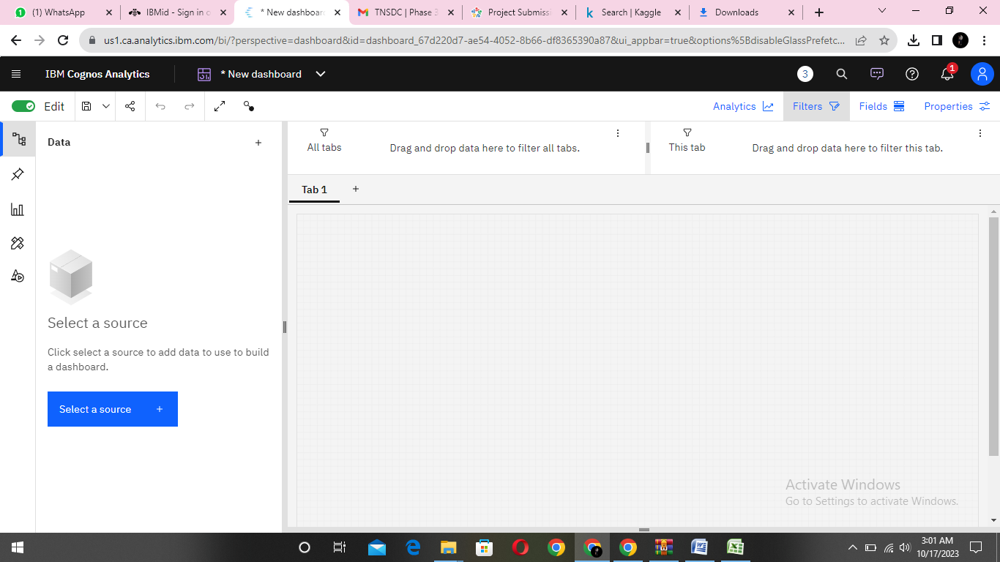 (1) WhatsApp
IBMid - Sign in o
* New dashboar
TNSDC | Phase 3
Project Submiss
Search | Kaggle
Downloads
us1.ca.analytics.ibm.com/bi/?perspective=dashboard&id=dashboard_67d220d7-ae54-4052-8b66-df8365390a87&ui_appbar=true&options%5BdisableGlassPrefetc...
IBM Cognos Analytics
* New dashboard
3
1
Edit
Analytics
Filters
Fields
Properties
Data
All tabs
Drag and drop data here to filter all tabs.
This tab
Drag and drop data here to filter this tab.
Tab 1
Select a source
Click select a source to add data to use to build
a dashboard.
Select a source
Activate Windows
Go to Settings to activate Windows.
3:01 AM
10/17/2023